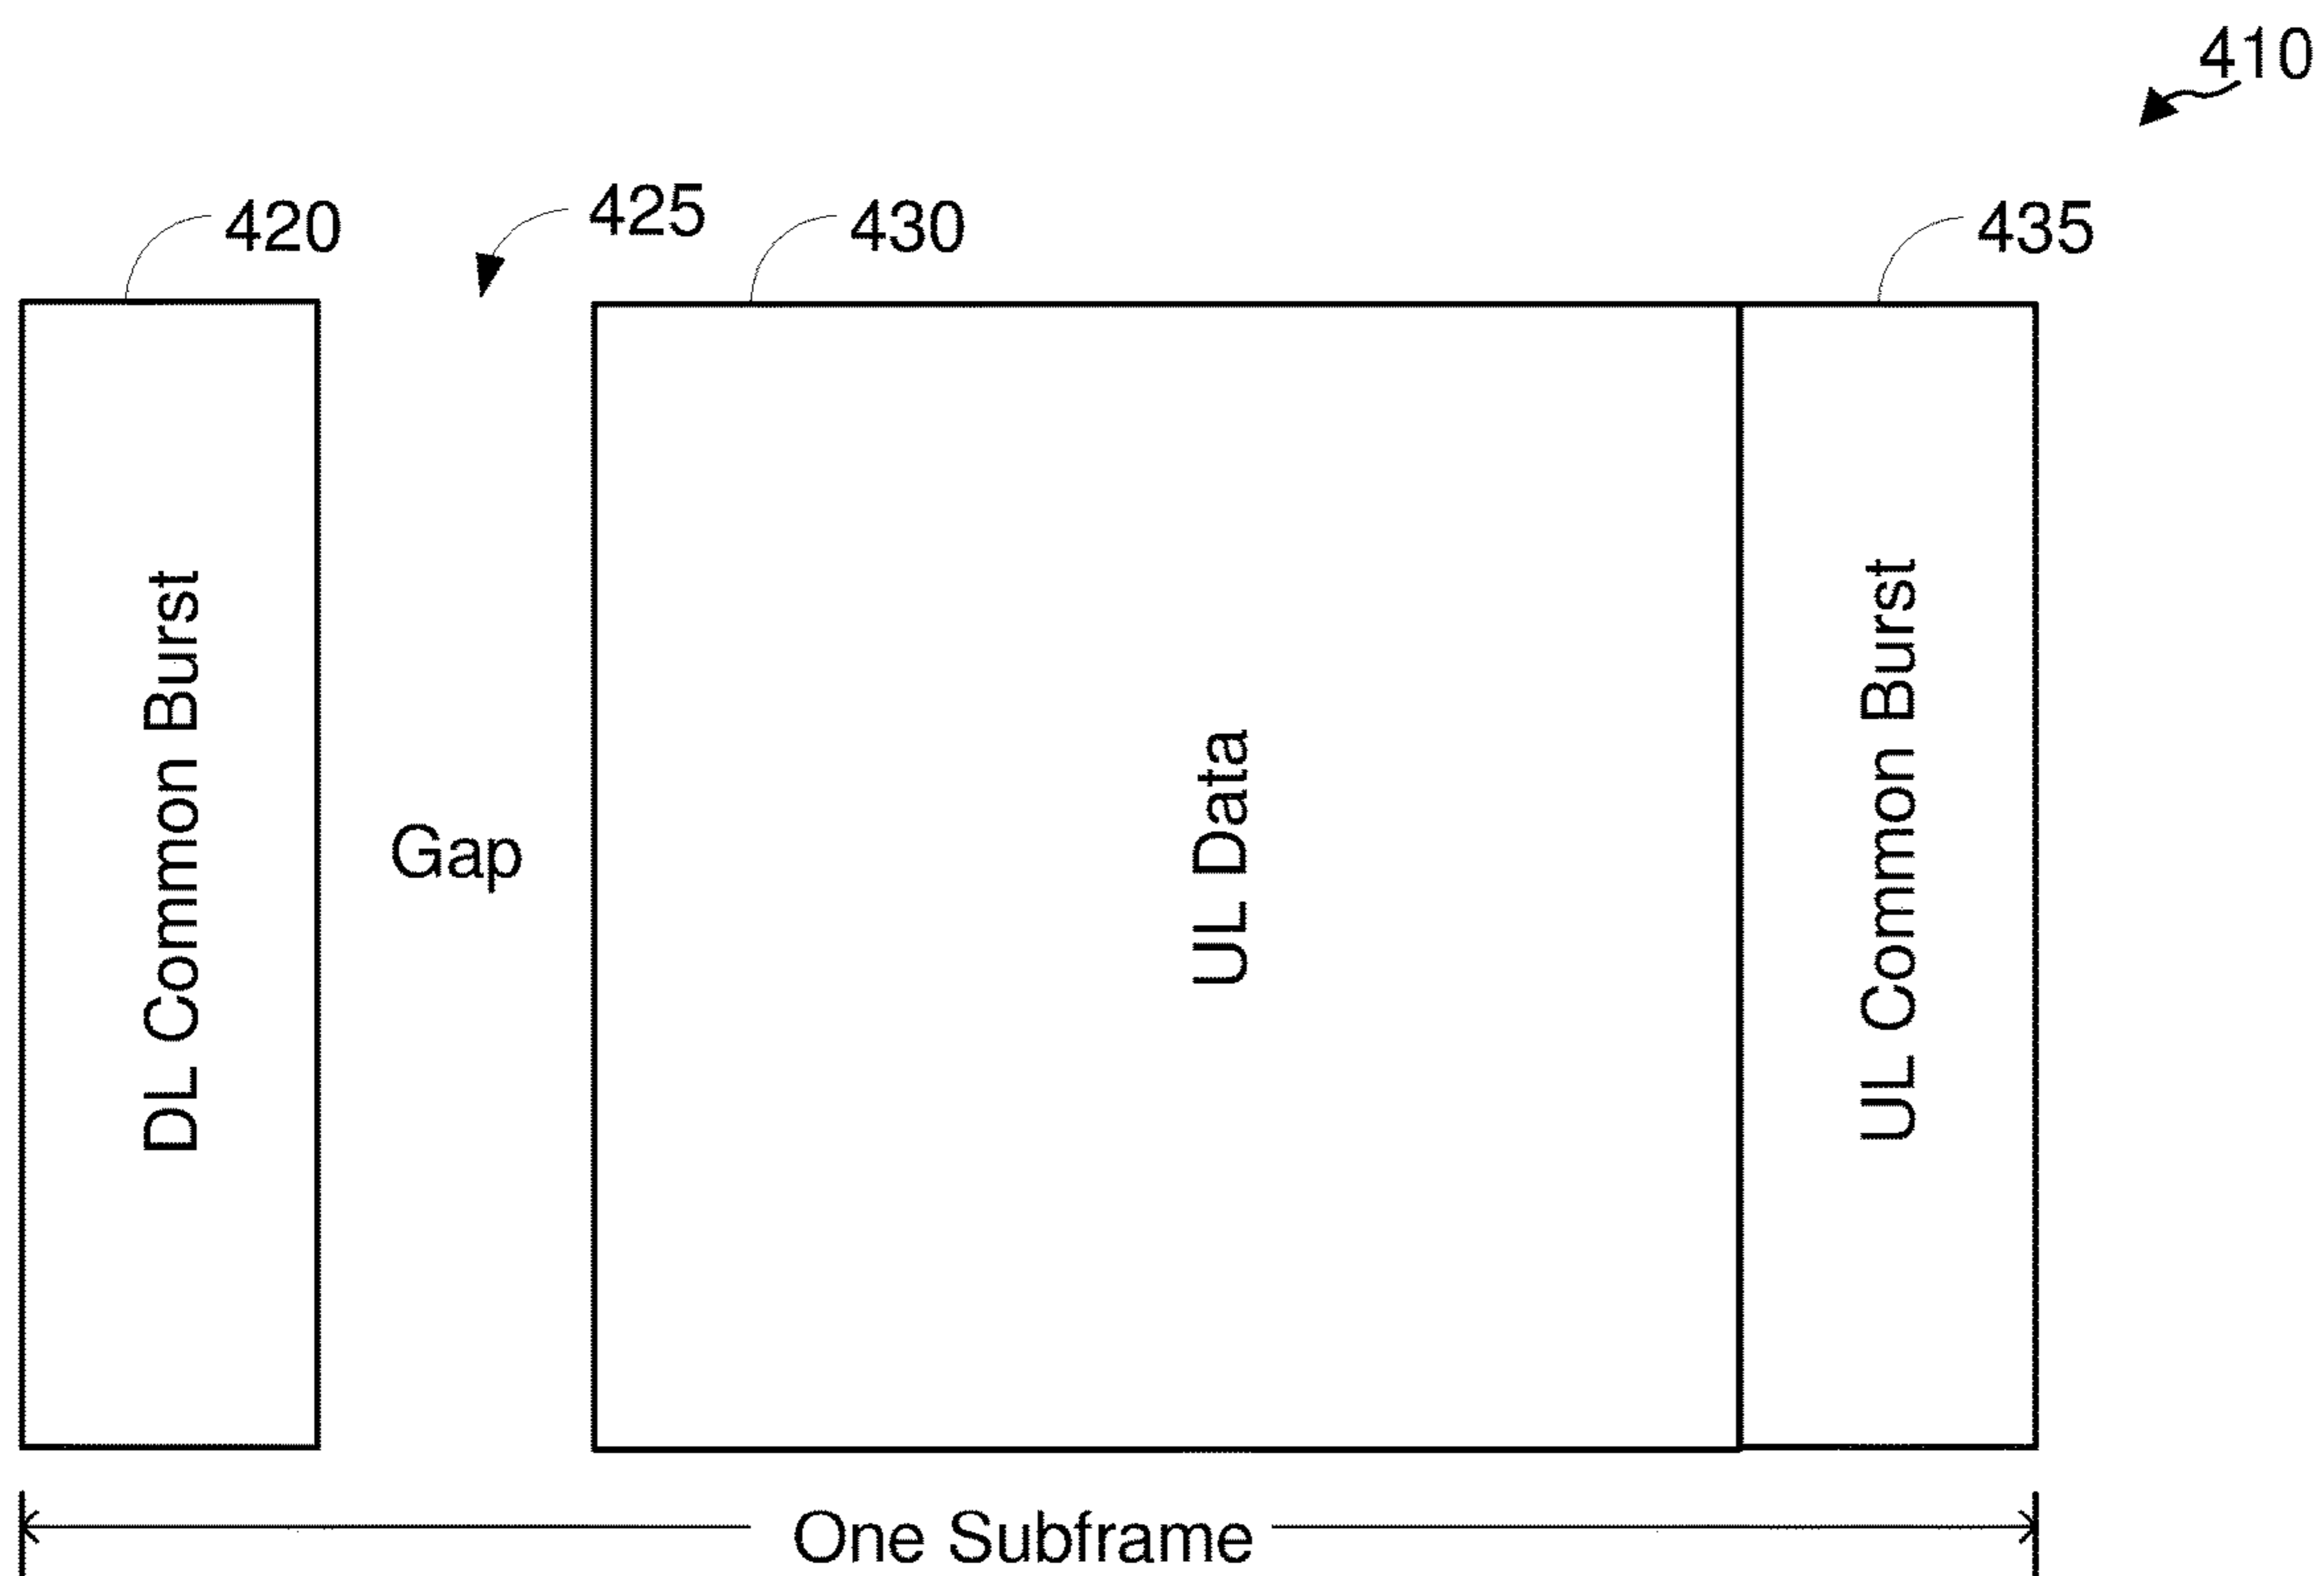 410
420
425
430
435
DL Common Burst
Gap
UL Data
UL Common Burst
One Subframe